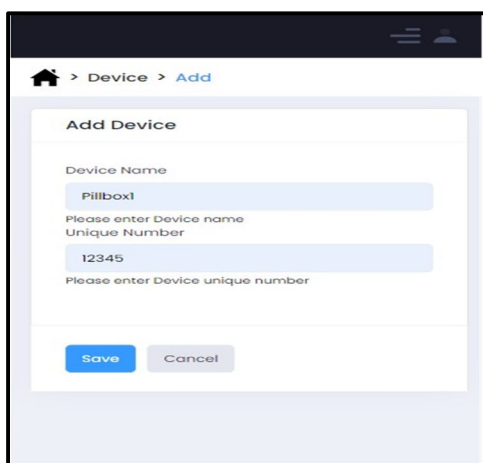 > Device > Add
Add Device
Device Name
Pillbox1
Please enter Device name
Unique Number
12345
Please enter Device unique number
Save Cancel